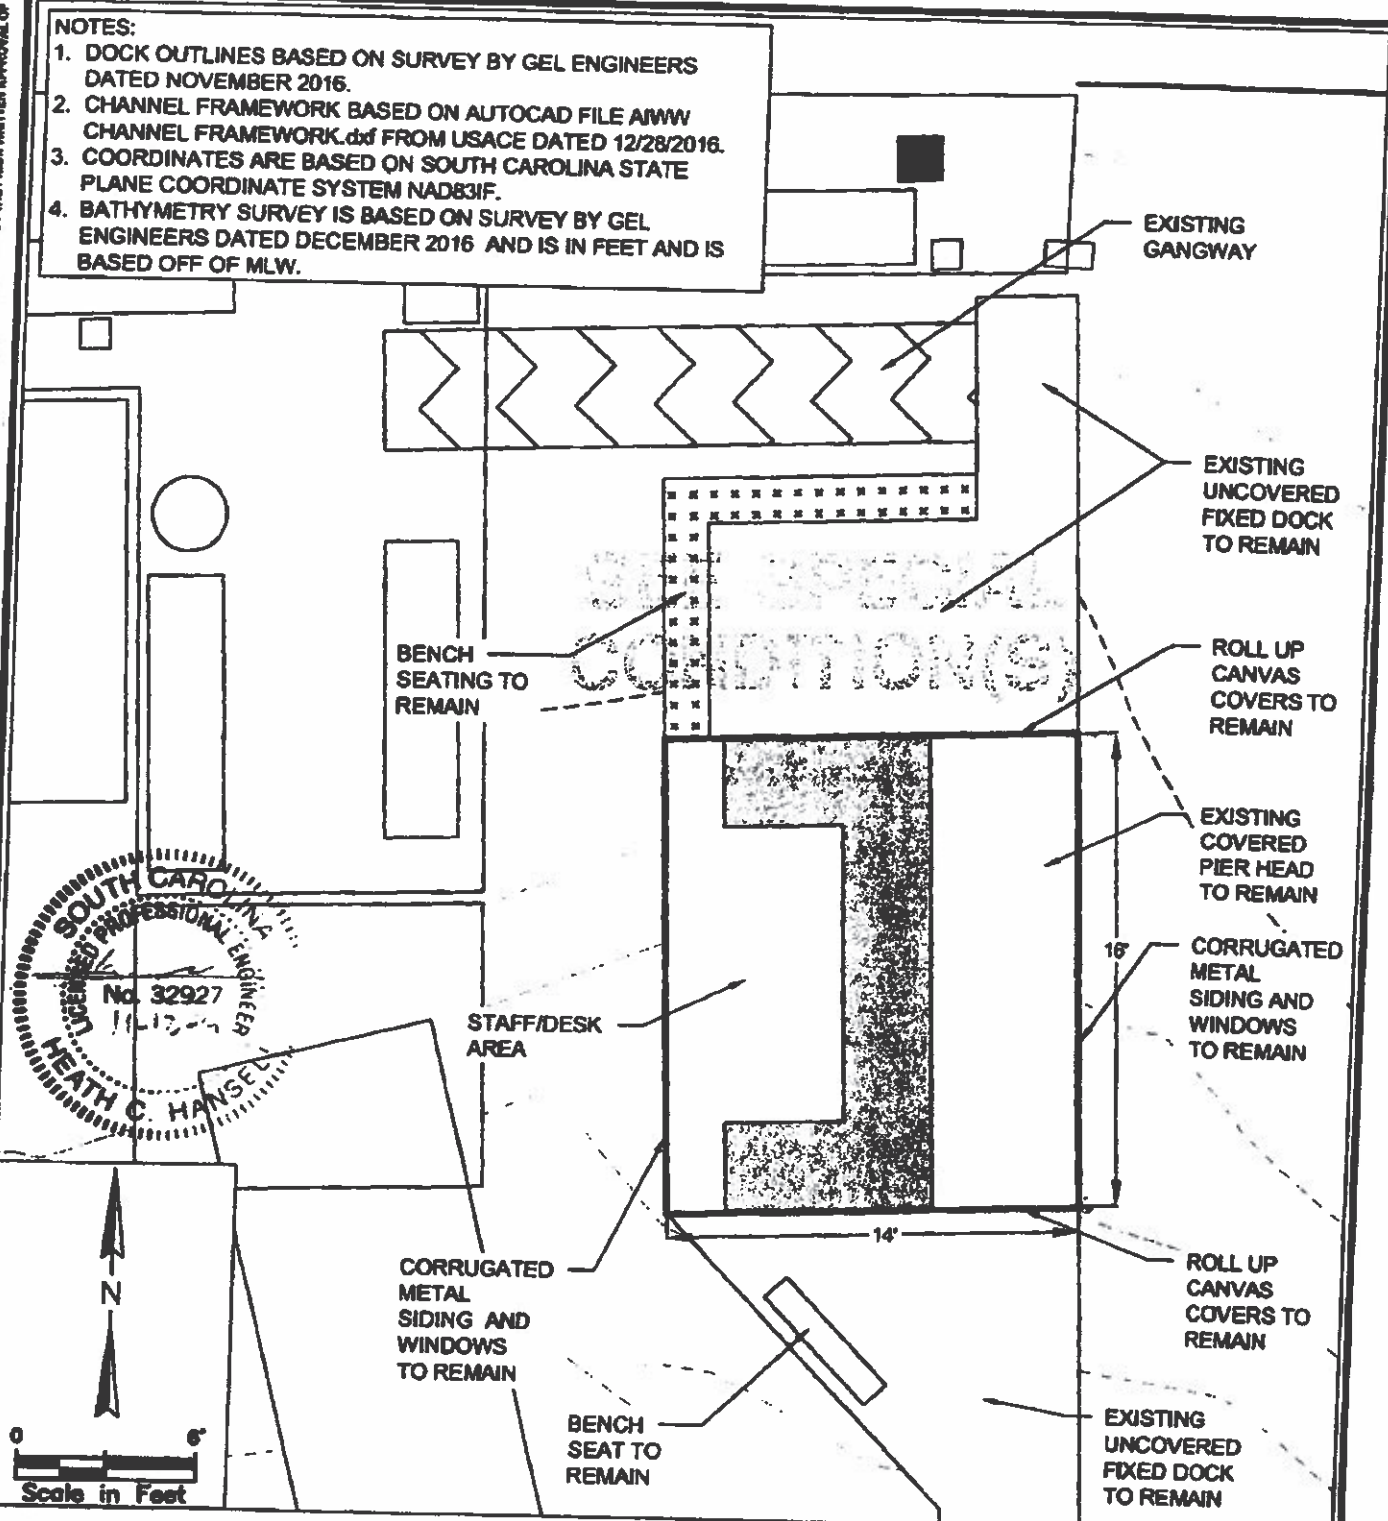 NOTES:
1. DOCK OUTLINES BASED ON SURVEY BY GEL ENGINEERS
DATED NOVEMBER 2016.
2. CHANNEL FRAMEWORK BASED ON AUTOCAD FILE AIWW
CHANNEL FRAMEWORK.dxf FROM USACE DATED 12/28/2016.
3. COORDINATES ARE BASED ON SOUTH CAROLINA STATE
PLANE COORDINATE SYSTEM NAD83IF.
4. BATHYMETRY SURVEY IS BASED ON SURVEY BY GEL
ENGINEERS DATED DECEMBER 2016 AND IS IN FEET AND IS
BASED OFF OF MLW.
EXISTING
GANGWAY
EXISTING
UNCOVERED
FIXED DOCK
TO REMAIN
SPECIAL
CONDITION(S)
BENCH
SEATING TO
REMAIN
ROLL UP
CANVAS
COVERS TO
REMAIN
EXISTING
COVERED
PIER HEAD
TO REMAIN
16'
CORRUGATED
METAL
SIDING AND
WINDOWS
TO REMAIN
SOUTH CAROLINA
LICENSED PROFESSIONAL ENGINEER
No. 32927
HEATH C. HANSEL
STAFF/DESK
AREA
14'
CORRUGATED
METAL
SIDING AND
WINDOWS
TO REMAIN
ROLL UP
CANVAS
COVERS TO
REMAIN
BENCH
SEAT TO
REMAIN
EXISTING
UNCOVERED
FIXED DOCK
TO REMAIN
N
0 6'
Scale in Feet